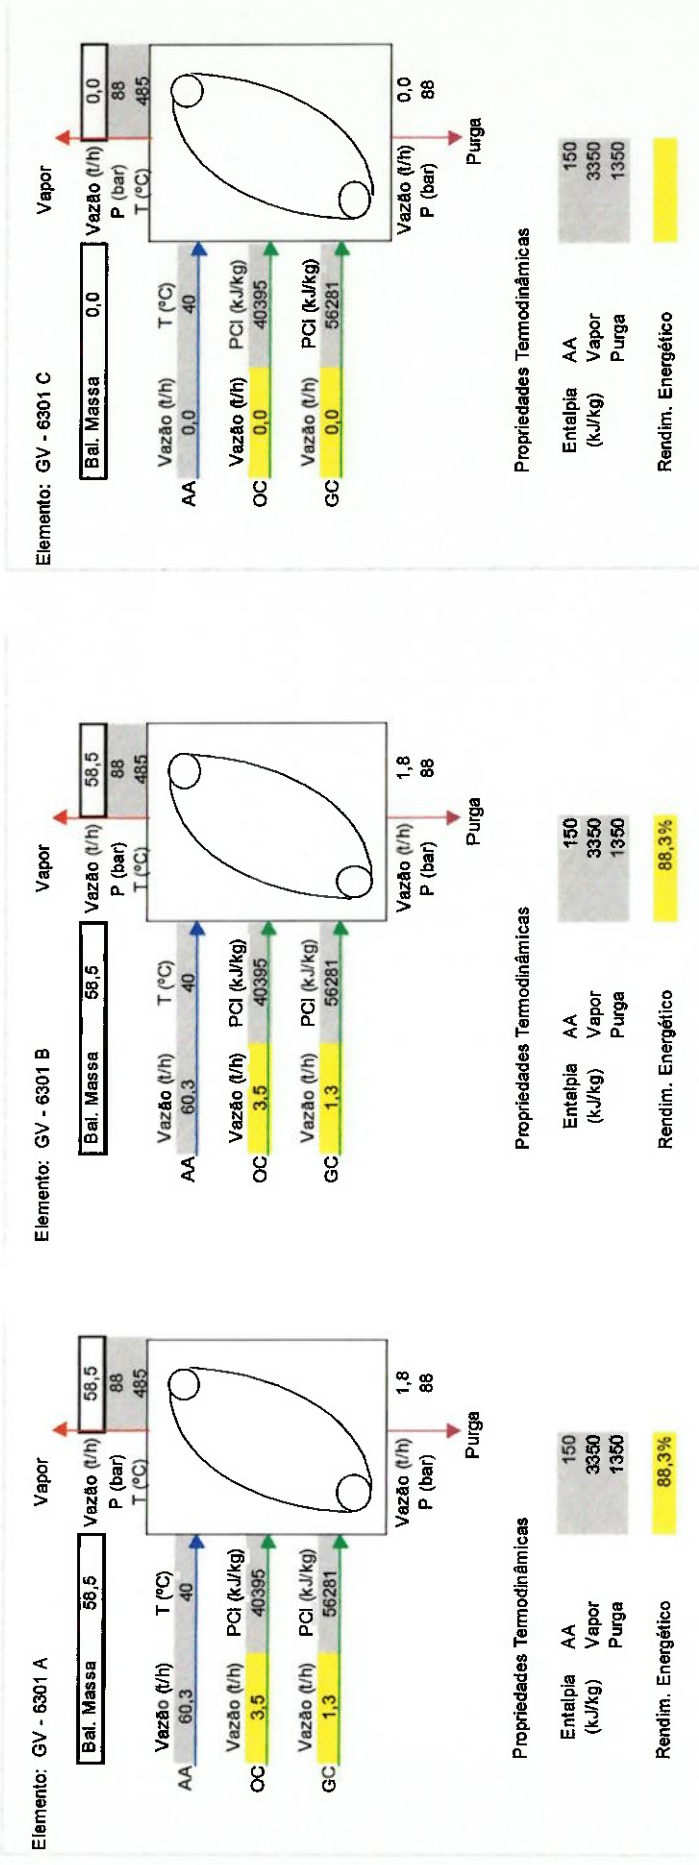 Elemento: GV - 6301 A
Vapor
Bal. Massa 58,5
Vazão (t/h) 58,5
P (bar) 88
T (ºC) 485
Vazão (t/h) T (ºC)
AA 60,3 40
Vazão (t/h) PCI (kJ/kg)
OC 3,5 40395
Vazão (t/h) PCI (kJ/kg)
GC 1,3 56281
Vazão (t/h) 1,8
P (bar) 88
Purga
Propriedades Termodinâmicas
Entalpia AA 150
(kJ/kg) Vapor 3350
Purga 1350
Rendim. Energético 88,3%
Elemento: GV - 6301 B
Vapor
Bal. Massa 58,5
Vazão (t/h) 58,5
P (bar) 88
T (ºC) 485
Vazão (t/h) T (ºC)
AA 60,3 40
Vazão (t/h) PCI (kJ/kg)
OC 3,5 40395
Vazão (t/h) PCI (kJ/kg)
GC 1,3 56281
Vazão (t/h) 1,8
P (bar) 88
Purga
Propriedades Termodinâmicas
Entalpia AA 150
(kJ/kg) Vapor 3350
Purga 1350
Rendim. Energético 88,3%
Elemento: GV - 6301 C
Vapor
Bal. Massa 0,0
Vazão (t/h) 0,0
P (bar) 88
T (ºC) 485
Vazão (t/h) T (ºC)
AA 0,0 40
Vazão (t/h) PCI (kJ/kg)
OC 0,0 40395
Vazão (t/h) PCI (kJ/kg)
GC 0,0 56281
Vazão (t/h) 0,0
P (bar) 88
Purga
Propriedades Termodinâmicas
Entalpia AA 150
(kJ/kg) Vapor 3350
Purga 1350
Rendim. Energético